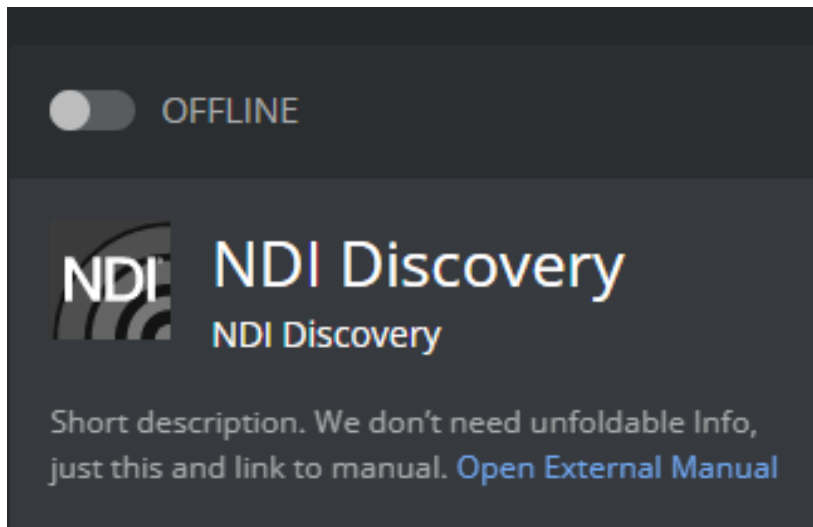 OFFLINE
NDI
NDI Discovery
NDI Discovery
Short description. We don't need unfoldable Info,
just this and link to manual. Open External Manual